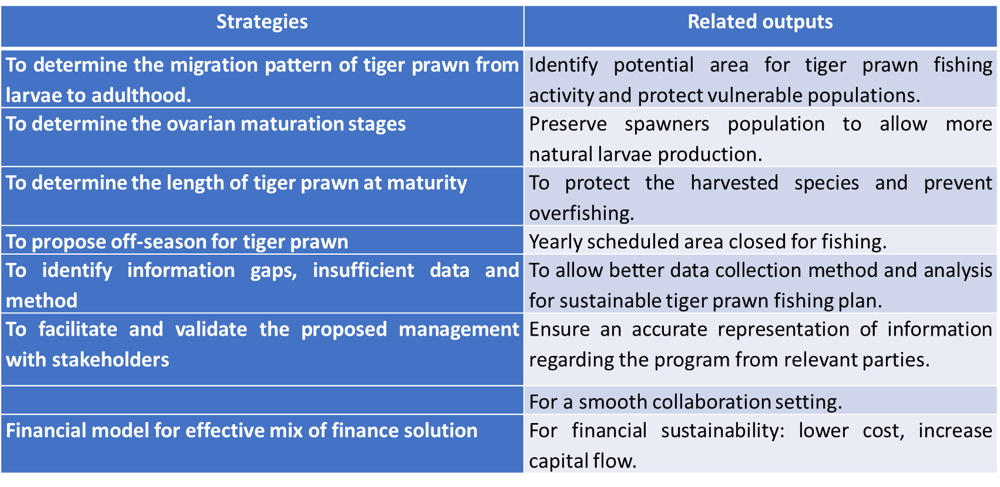 Strategies
Related outputs
To determine the migration pattern of tiger prawn from
larvae to adulthood.
Identify potential area for tiger prawn fishing
activity and protect vulnerable populations.
To determine the ovarian maturation stages
Preserve spawners population to allow more
natural larvae production.
To determine the length of tiger prawn at maturity
To protect the harvested species and prevent
overfishing.
To propose off-season for tiger prawn
Yearly scheduled area closed for fishing.
To identify information gaps, insufficient data and
method
To allow better data collection method and analysis
for sustainable tiger prawn fishing plan.
To facilitate and validate the proposed management
with stakeholders
Ensure an accurate representation of information
regarding the program from relevant parties.
For a smooth collaboration setting.
Financial model for effective mix of finance solution
For financial sustainability: lower cost, increase
capital flow.